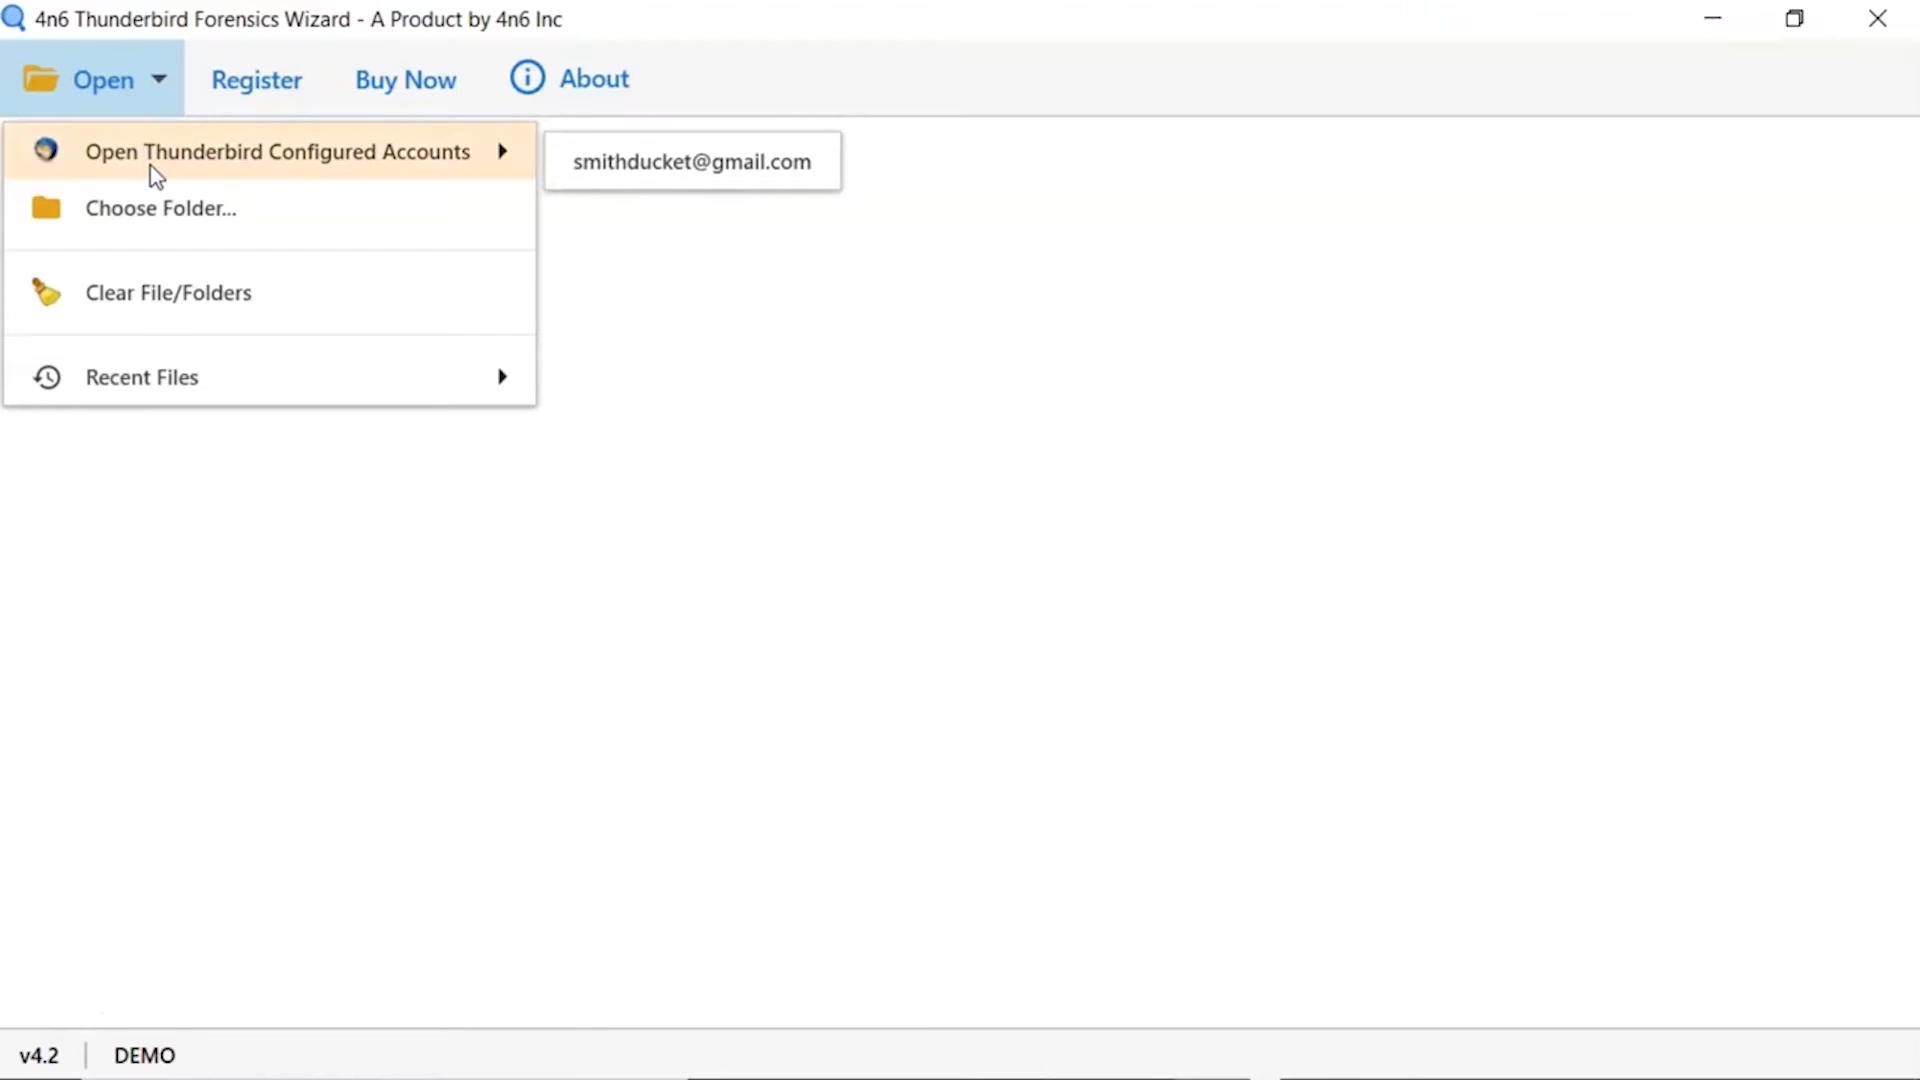 4n6 Thunderbird Forensics Wizard - A Product by 4n6 Inc
Open Register Buy Now About
Open Thunderbird Configured Accounts
smithducket@gmail.com
Choose Folder...
Clear File/Folders
Recent Files
v4.2 DEMO